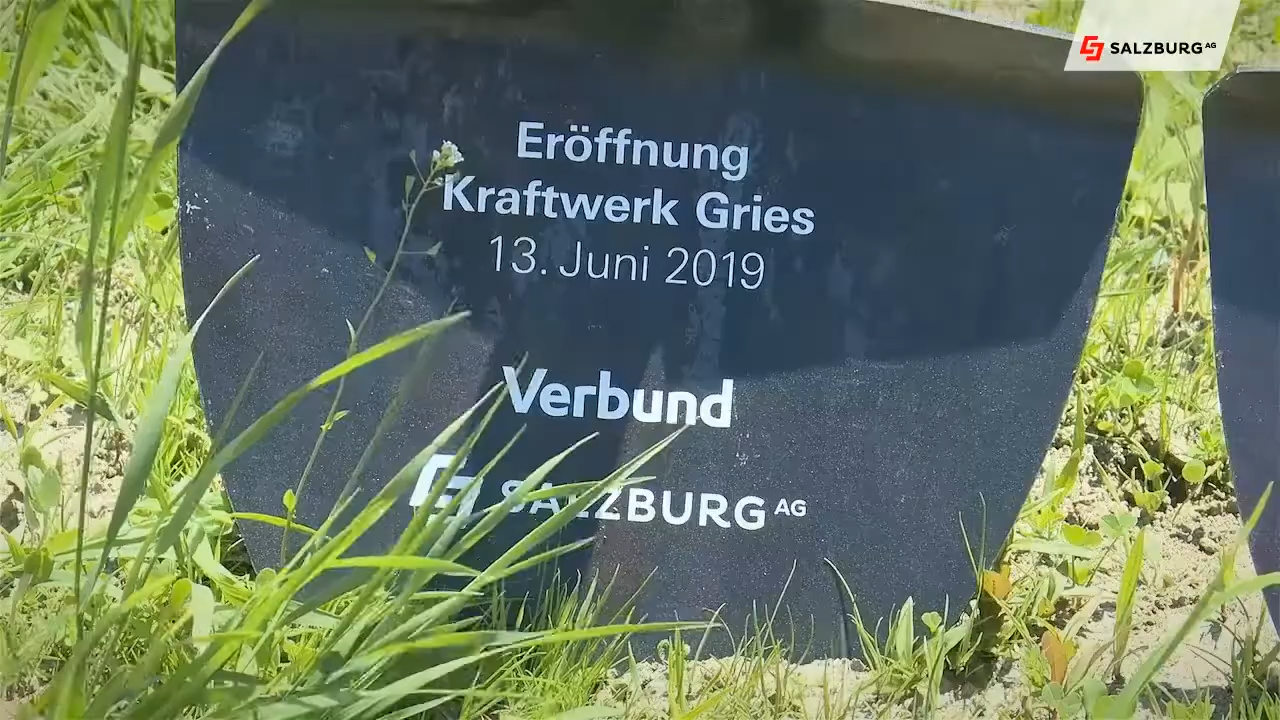 SALZBURG AG
Eröffnung
Kraftwerk Gries
13. Juni 2019
Verbund
SALZBURG AG